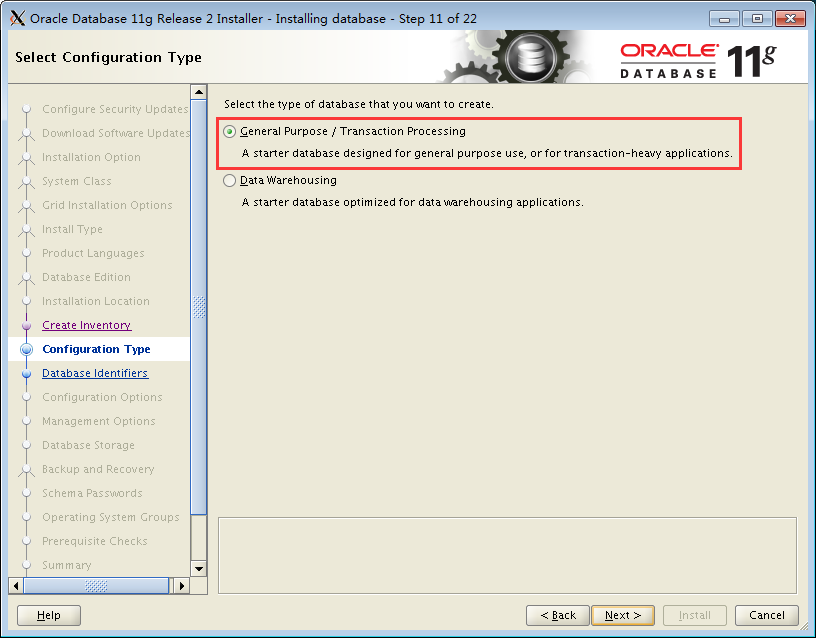 Oracle Database 11g Release 2 Installer - Installing database - Step 11 of 22
Select Configuration Type
ORACLE
DATABASE
11g
Configure Security Updates
Download Software Updates
Installation Option
System Class
Grid Installation Options
Install Type
Product Languages
Database Edition
Installation Location
Create Inventory
Configuration Type
Database Identifiers
Configuration Options
Management Options
Database Storage
Backup and Recovery
Schema Passwords
Operating System Groups
Prerequisite Checks
Summary
Select the type of database that you want to create.
General Purpose / Transaction Processing
A starter database designed for general purpose use, or for transaction-heavy applications.
Data Warehousing
A starter database optimized for data warehousing applications.
Help
< Back
Next >
Install
Cancel